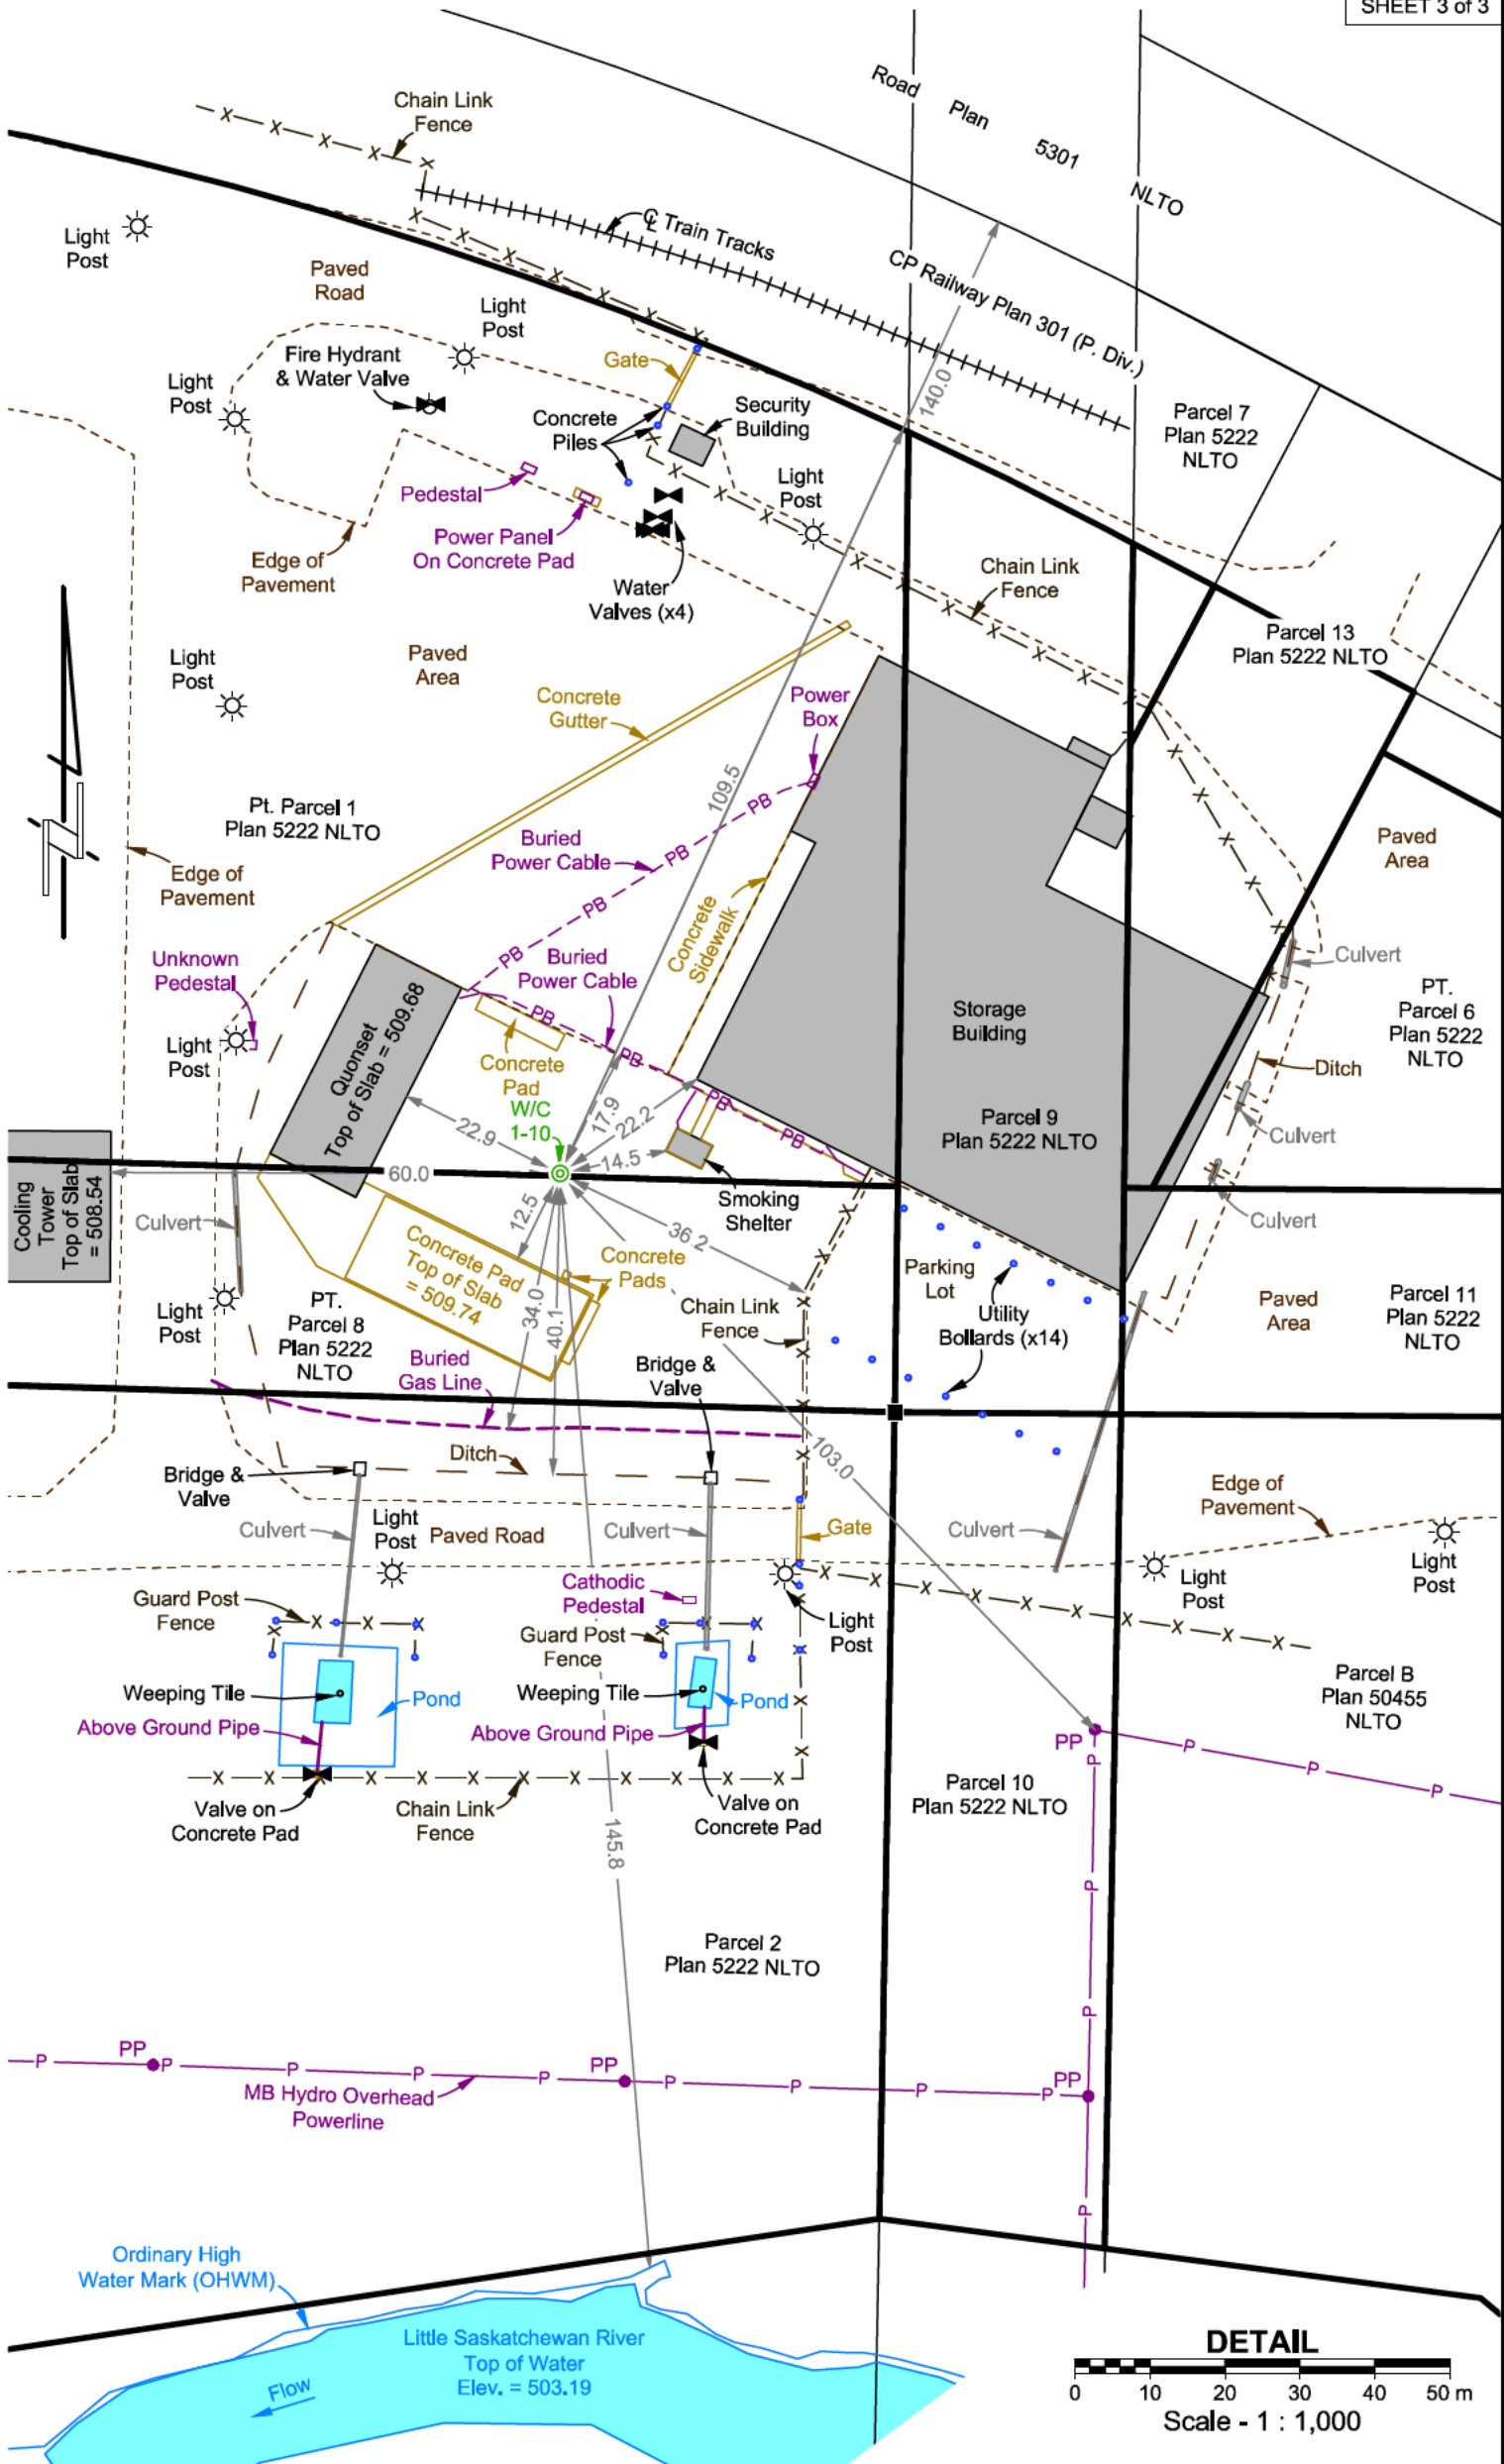 SHEET 3 of 3
Road Plan 5301 NLTO
Chain Link
Fence
Light
Post
℄ Train Tracks
CP Railway Plan 301 (P. Div.)
140.0
Paved
Road
Light
Post
Fire Hydrant
& Water Valve
Gate
Light
Post
Concrete
Piles
Security
Building
Parcel 7
Plan 5222
NLTO
Pedestal
Light
Post
Power Panel
On Concrete Pad
Edge of
Pavement
Water
Valves (x4)
Chain Link
Fence
Parcel 13
Plan 5222 NLTO
Light
Post
Paved
Area
Concrete
Gutter
Power
Box
109.5
Pt. Parcel 1
Plan 5222 NLTO
PB
Buried
Power Cable
PB
PB
PB
Paved
Area
Edge of
Pavement
Concrete
Sidewalk
Unknown
Pedestal
Buried
Power Cable
Culvert
Quonset
Top of Slab = 509.68
PB
PB
PB
PB
Storage
Building
PT.
Parcel 6
Plan 5222
NLTO
Light
Post
Concrete
Pad
Ditch
W/C
1-10
17.9
22.2
22.9
14.5
60.0
Parcel 9
Plan 5222 NLTO
Culvert
Cooling
Tower
Top of Slab
= 508.54
Smoking
Shelter
Culvert
Culvert
12.5
36.2
Concrete Pad
Top of Slab
= 509.74
Concrete
Pads
Parking
Lot
Light
Post
PT.
Parcel 8
Plan 5222
NLTO
34.0
40.1
Chain Link
Fence
Utility
Bollards (x14)
Paved
Area
Parcel 11
Plan 5222
NLTO
Buried
Gas Line
Bridge &
Valve
103.0
Ditch
Bridge &
Valve
Edge of
Pavement
Culvert
Light
Post
Paved Road
Culvert
Gate
Culvert
Light
Post
Light
Post
Guard Post
Fence
Cathodic
Pedestal
Guard Post
Fence
Light
Post
Parcel B
Plan 50455
NLTO
Weeping Tile
Pond
Weeping Tile
Pond
Above Ground Pipe
Above Ground Pipe
PP
P
P
P
P
Valve on
Concrete Pad
Chain Link
Fence
Valve on
Concrete Pad
Parcel 10
Plan 5222 NLTO
145.8
P
Parcel 2
Plan 5222 NLTO
P
P
PP
P
P
P
P
PP
P
P
P
P
PP
MB Hydro Overhead
Powerline
P
Ordinary High
Water Mark (OHWM)
Little Saskatchewan River
Top of Water
Elev. = 503.19
Flow
DETAIL
0 10 20 30 40 50 m
Scale - 1 : 1,000